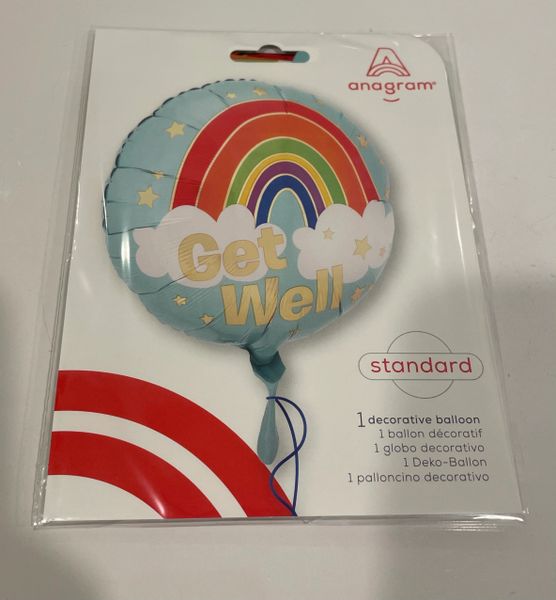 anagram®
Get
Well
standard
1 decorative balloon
1 ballon décoratif
1 globo decorativo
1 Deko-Ballon
1 palloncino decorativo